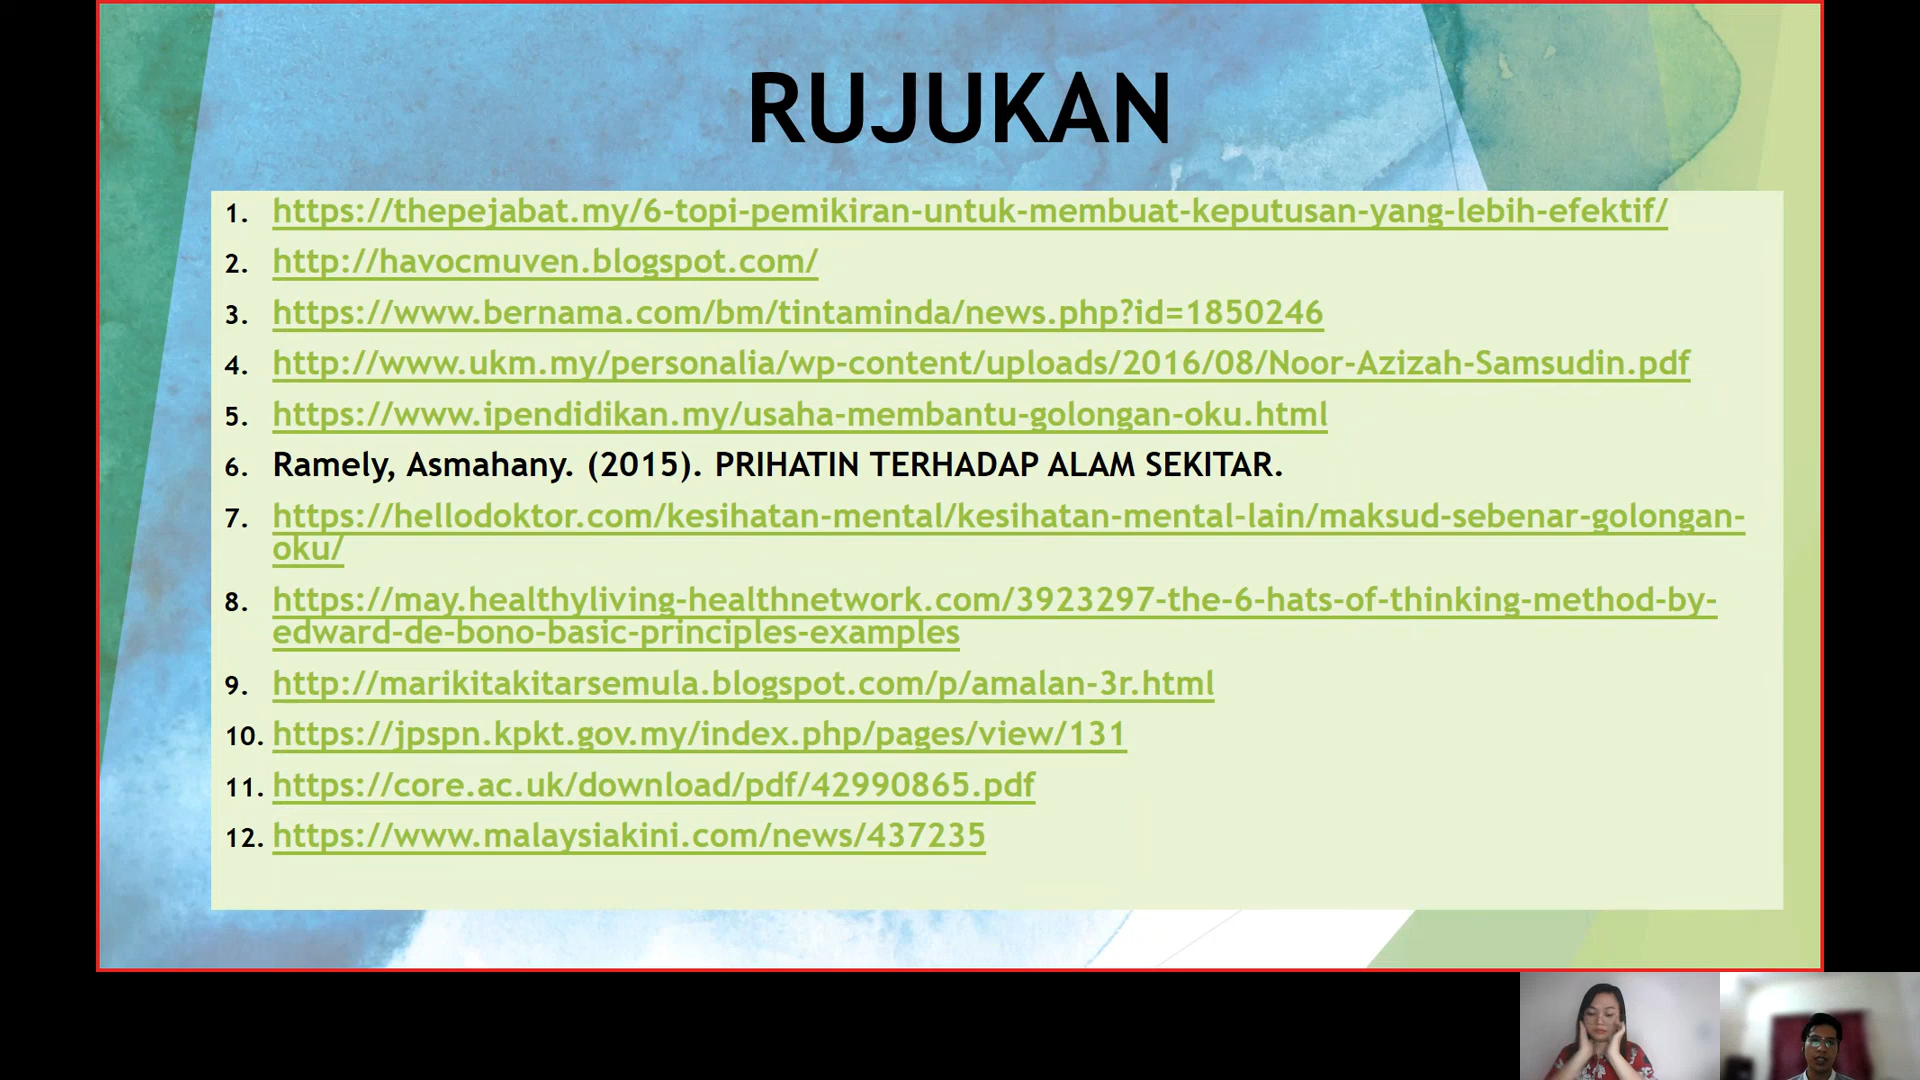 RUJUKAN
1. https://thepejabat.my/6-topi-pemikiran-untuk-membuat-keputusan-yang-lebih-efektif/
2. http://havocmuven.blogspot.com/
3. https://www.bernama.com/bm/tintaminda/news.php?id=1850246
4. http://www.ukm.my/personalia/wp-content/uploads/2016/08/Noor-Azizah-Samsudin.pdf
5. https://www.ipendidikan.my/usaha-membantu-golongan-oku.html
6. Ramely, Asmahany. (2015). PRIHATIN TERHADAP ALAM SEKITAR.
7. https://hellodoktor.com/kesihatan-mental/kesihatan-mental-lain/maksud-sebenar-golongan-
oku/
8. https://may.healthyliving-healthnetwork.com/3923297-the-6-hats-of-thinking-method-by-
edward-de-bono-basic-principles-examples
9. http://marikitakitarsemula.blogspot.com/p/amalan-3r.html
10. https://jpspn.kpkt.gov.my/index.php/pages/view/131
11. https://core.ac.uk/download/pdf/42990865.pdf
12. https://www.malaysiakini.com/news/437235